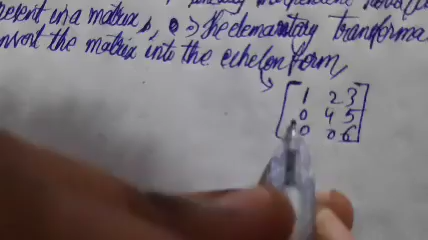 present in a matrix, => The elementary transforma
nvert the matrix into the echelon form,
1 2 3
0 4 5
0 0 6